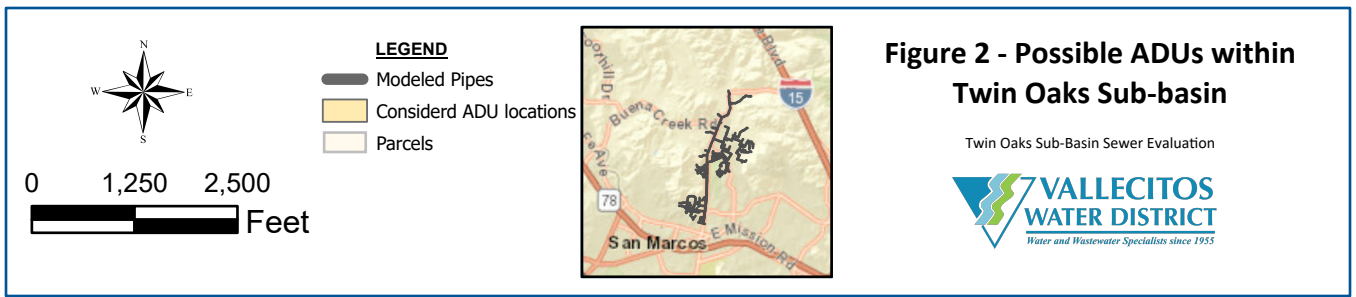 N
W
E
S
0 1,250 2,500
Feet
LEGEND
Modeled Pipes
Considerd ADU locations
Parcels
Buena Creek Rd
15
78
San Marcos
E Mission Rd
Figure 2 - Possible ADUs within
Twin Oaks Sub-basin
Twin Oaks Sub-Basin Sewer Evaluation
VALLECITOS
WATER DISTRICT
Water and Wastewater Specialists since 1955